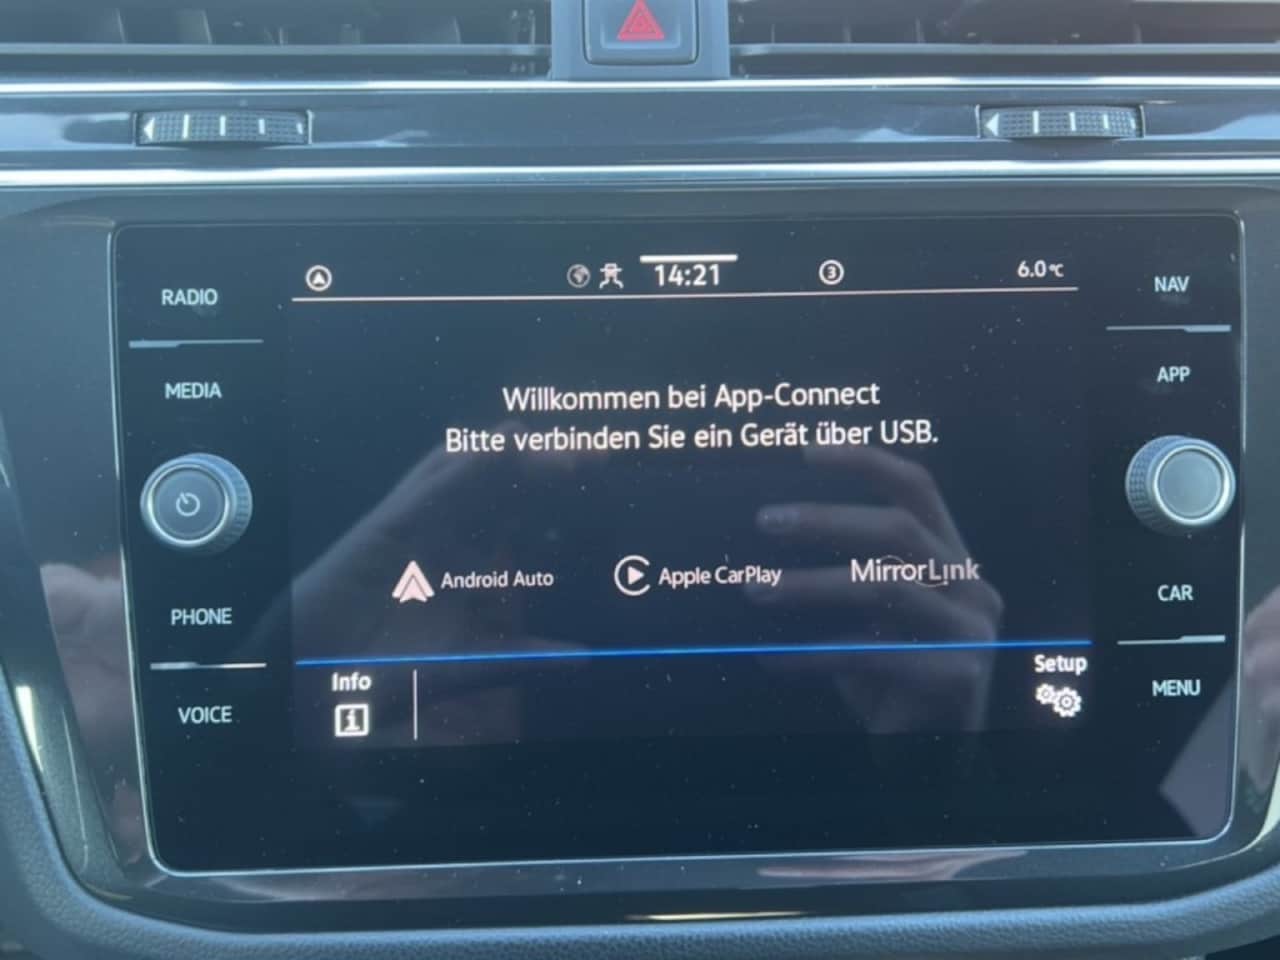 RADIO
MEDIA
PHONE
VOICE
14:21
3
6.0°C
Willkommen bei App-Connect
Bitte verbinden Sie ein Gerät über USB.
Android Auto
Apple CarPlay
MirrorLink
Info
i
Setup
NAV
APP
CAR
MENU